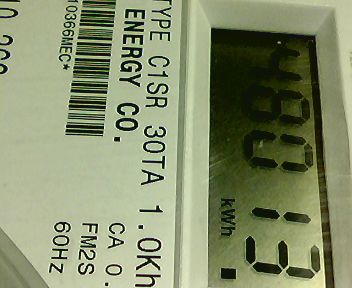 48013
kWh
TYPE C1SR 30TA 1.0Kh
ENERGY CO.
CA 0.
FM2S
60Hz
10366MEC*